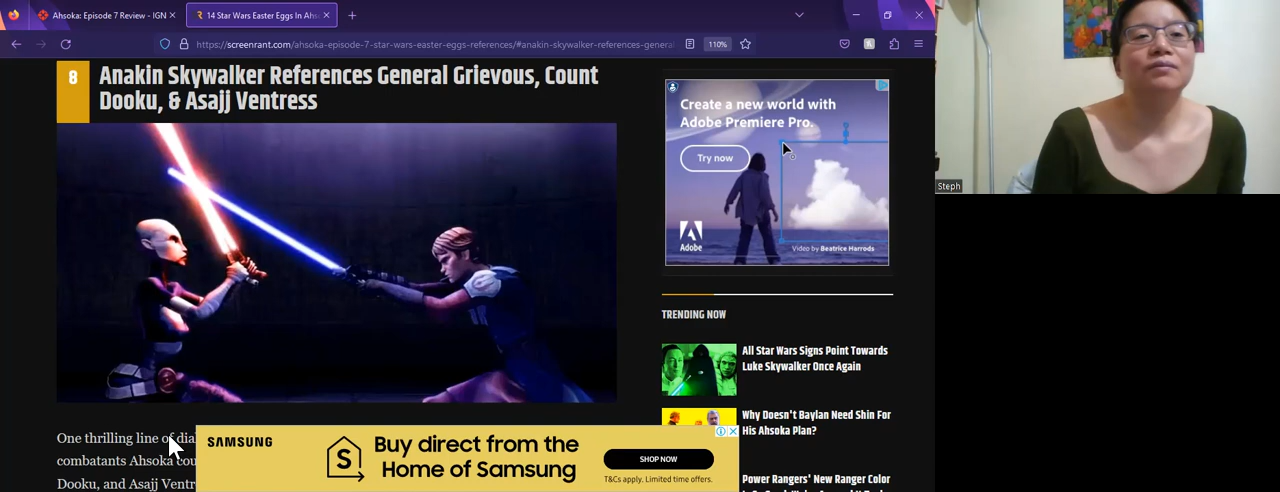 Ahsoka: Episode 7 Review - IGN
14 Star Wars Easter Eggs In Ahs
https://screenrant.com/ahsoka-episode-7-star-wars-easter-eggs-references/#anakin-skywalker-references-general
110%
8
Anakin Skywalker References General Grievous, Count
Dooku, & Asajj Ventress
One thrilling line of dia
combatants Ahsoka cou
Dooku, and Asajj Ventr
Create a new world with
Adobe Premiere Pro.
Try now
Adobe
Video by Beatrice Harrods
TRENDING NOW
All Star Wars Signs Point Towards
Luke Skywalker Once Again
Why Doesn't Baylan Need Shin For
His Ahsoka Plan?
Power Rangers' New Ranger Color
SAMSUNG
S
Buy direct from the
Home of Samsung
SHOP NOW
T&Cs apply. Limited time offers.
Steph